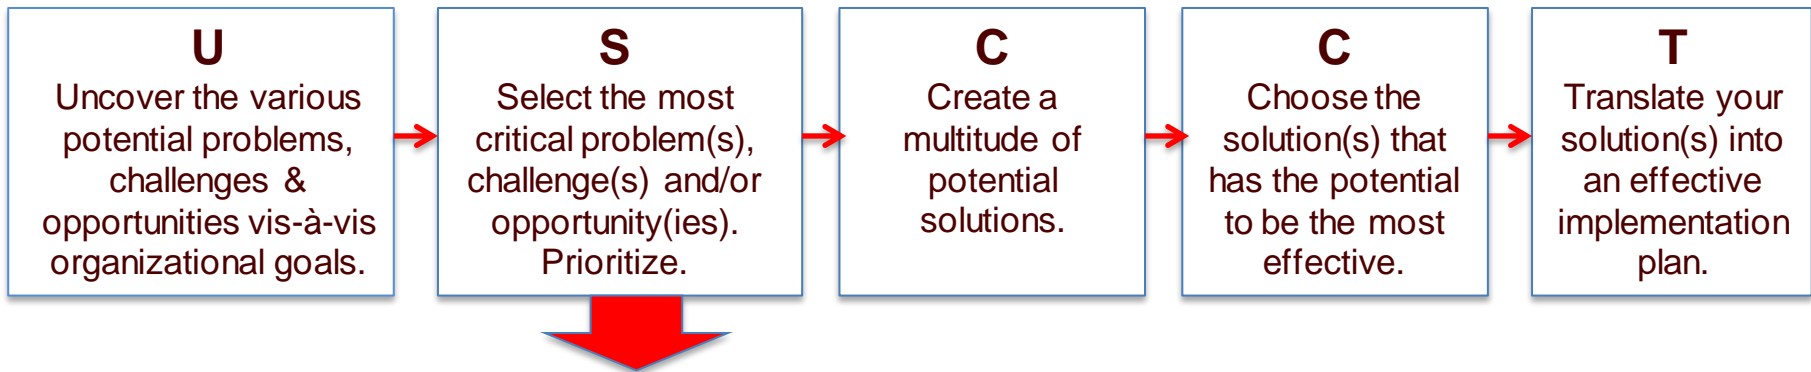 U
Uncover the various
potential problems,
challenges &
opportunities vis-à-vis
organizational goals.
S
Select the most
critical problem(s),
challenge(s) and/or
opportunity(ies).
Prioritize.
C
Create a
multitude of
potential
solutions.
C
Choose the
solution(s) that
has the potential
to be the most
effective.
T
Translate your
solution(s) into
an effective
implementation
plan.